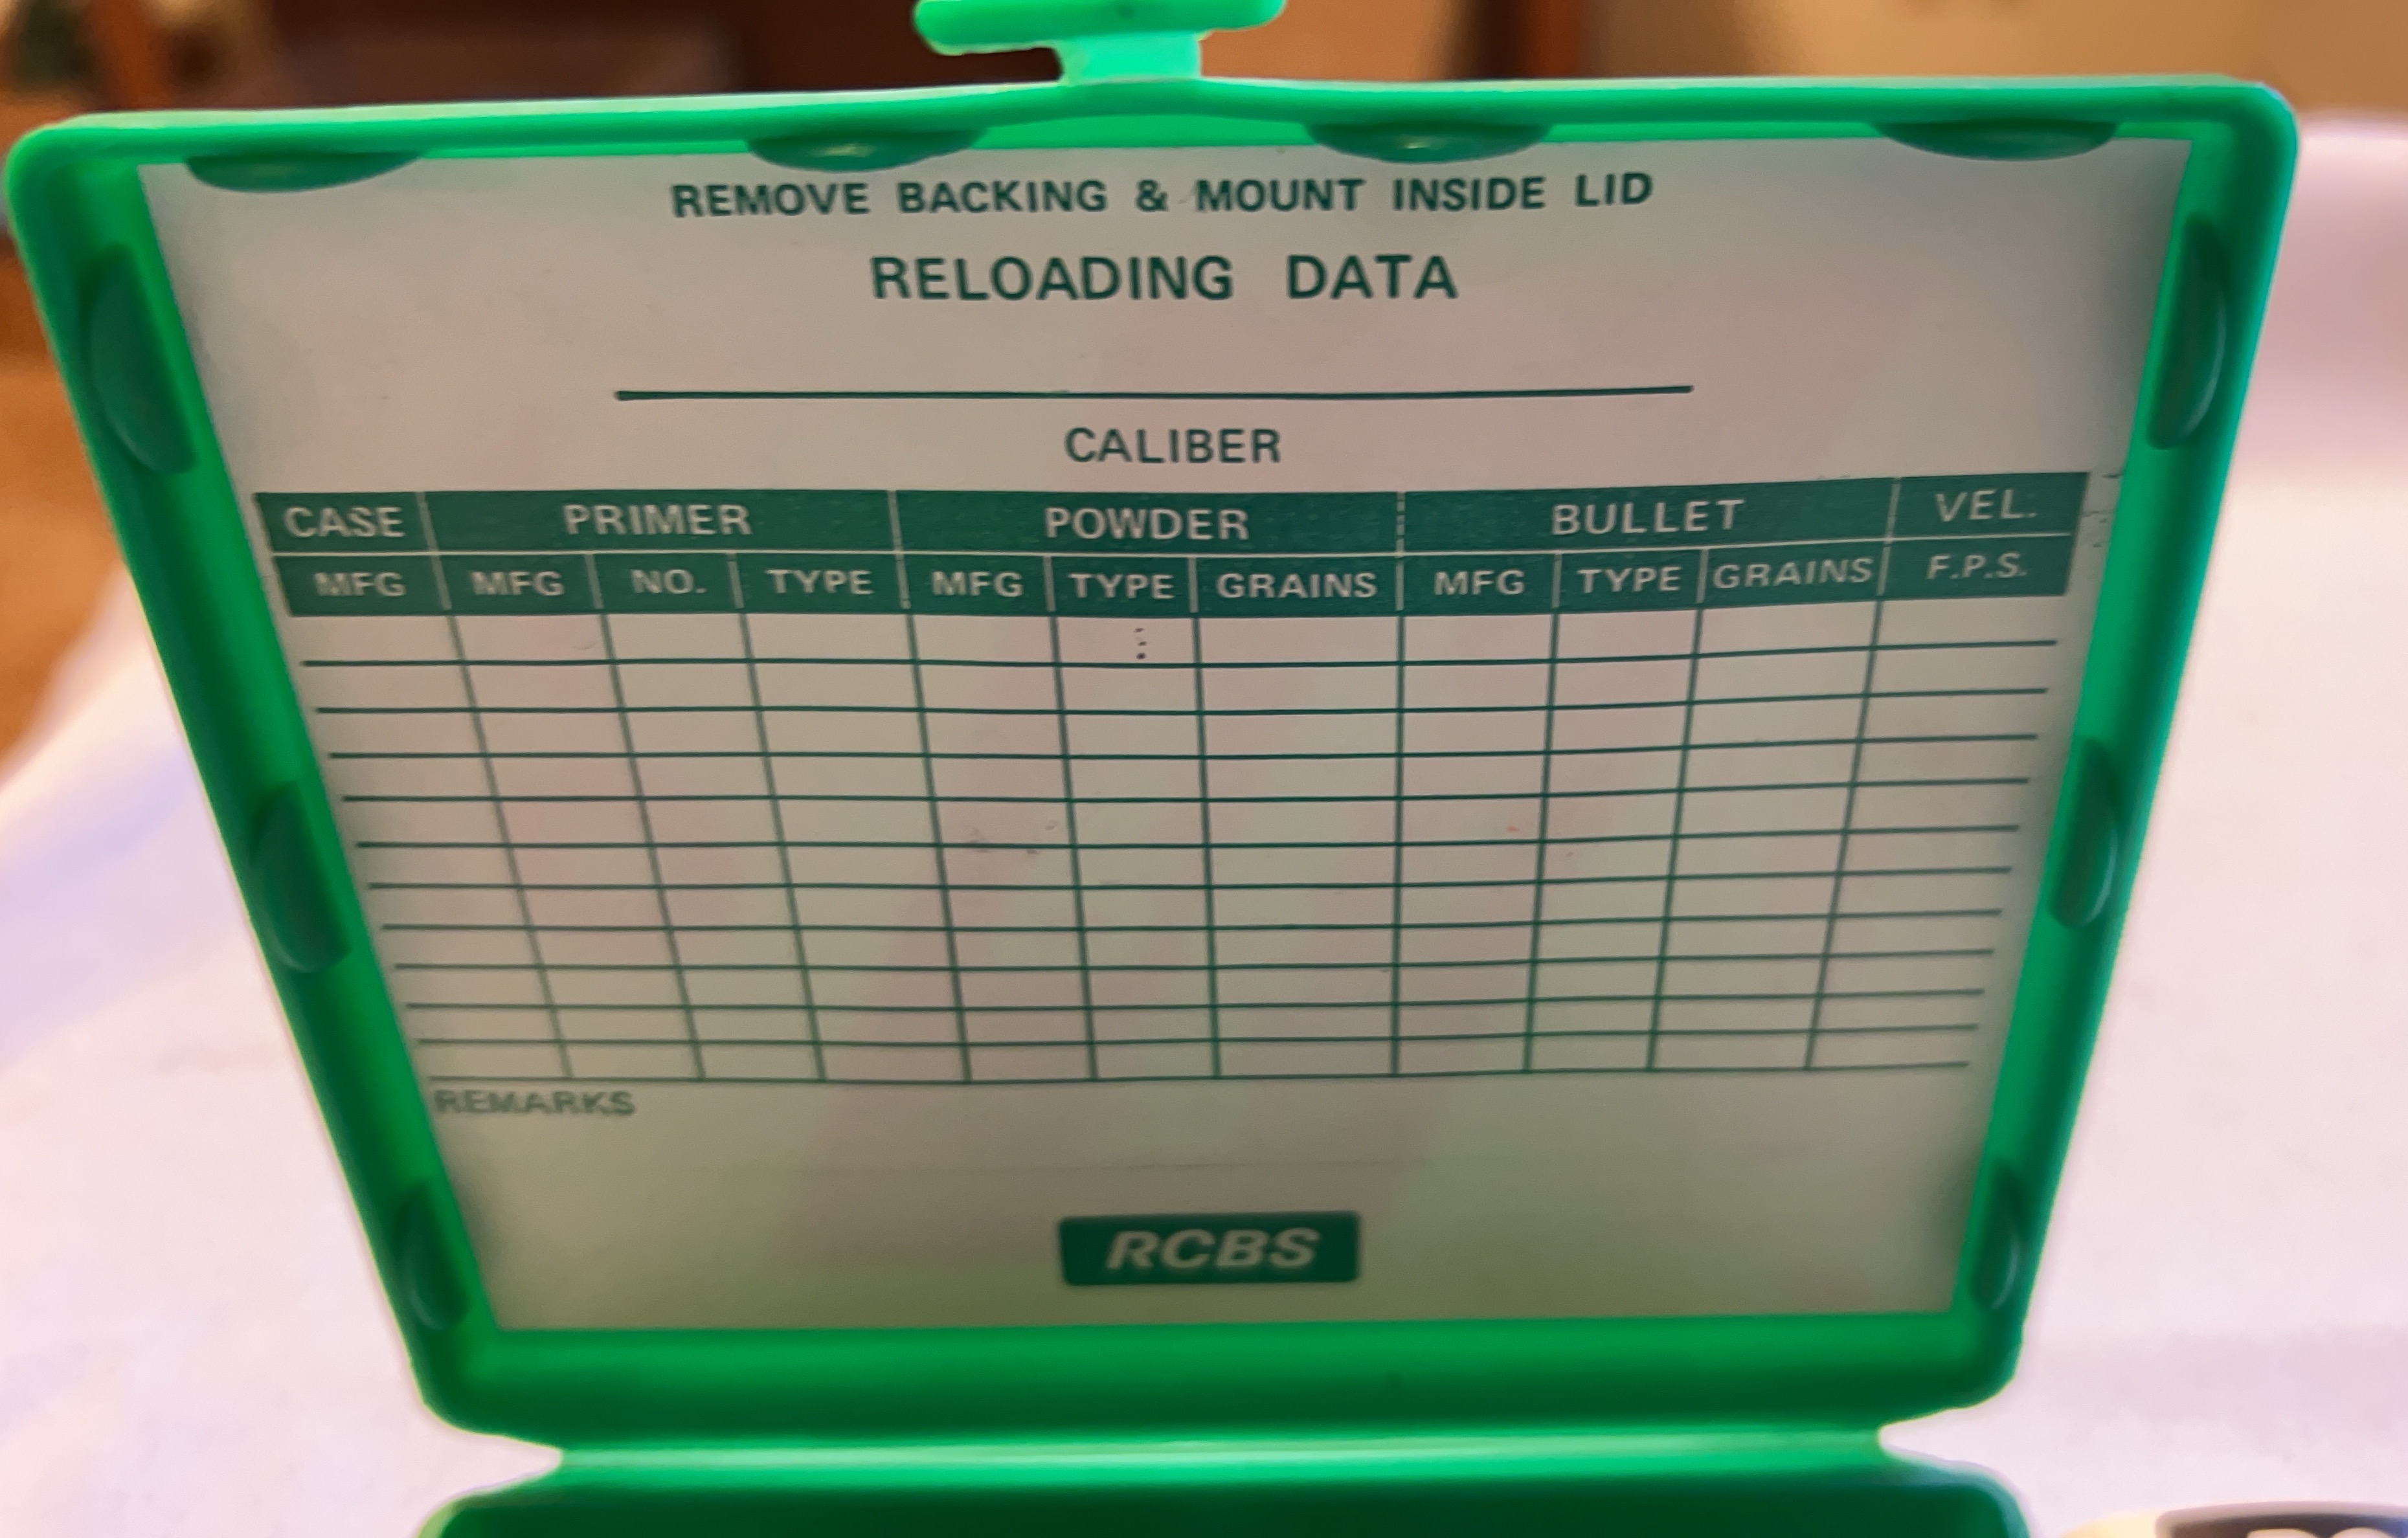 REMOVE BACKING & MOUNT INSIDE LID
RELOADING DATA
CALIBER
CASE PRIMER POWDER BULLET VEL.
MFG MFG NO. TYPE MFG TYPE GRAINS MFG TYPE GRAINS F.P.S.
REMARKS
RCBS